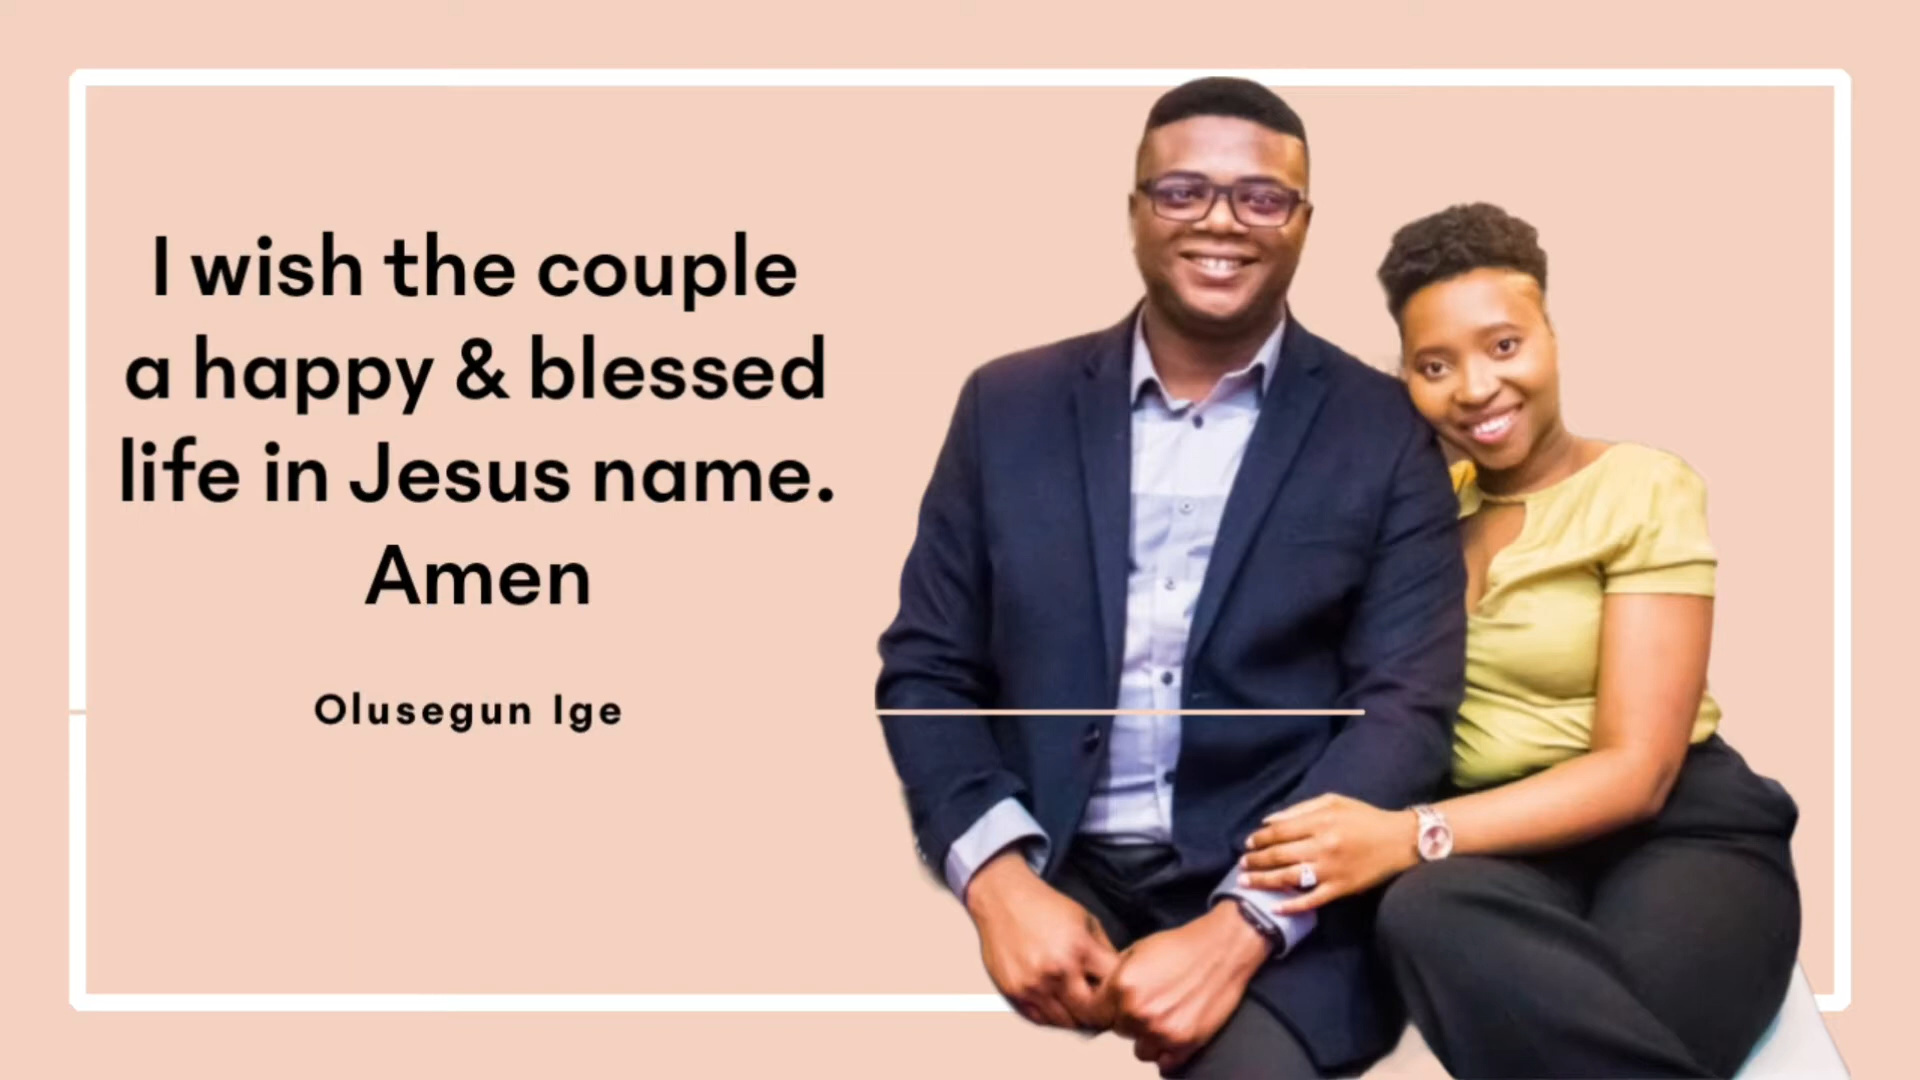 I wish the couple
a happy & blessed
life in Jesus name.
Amen
Olusegun Ige